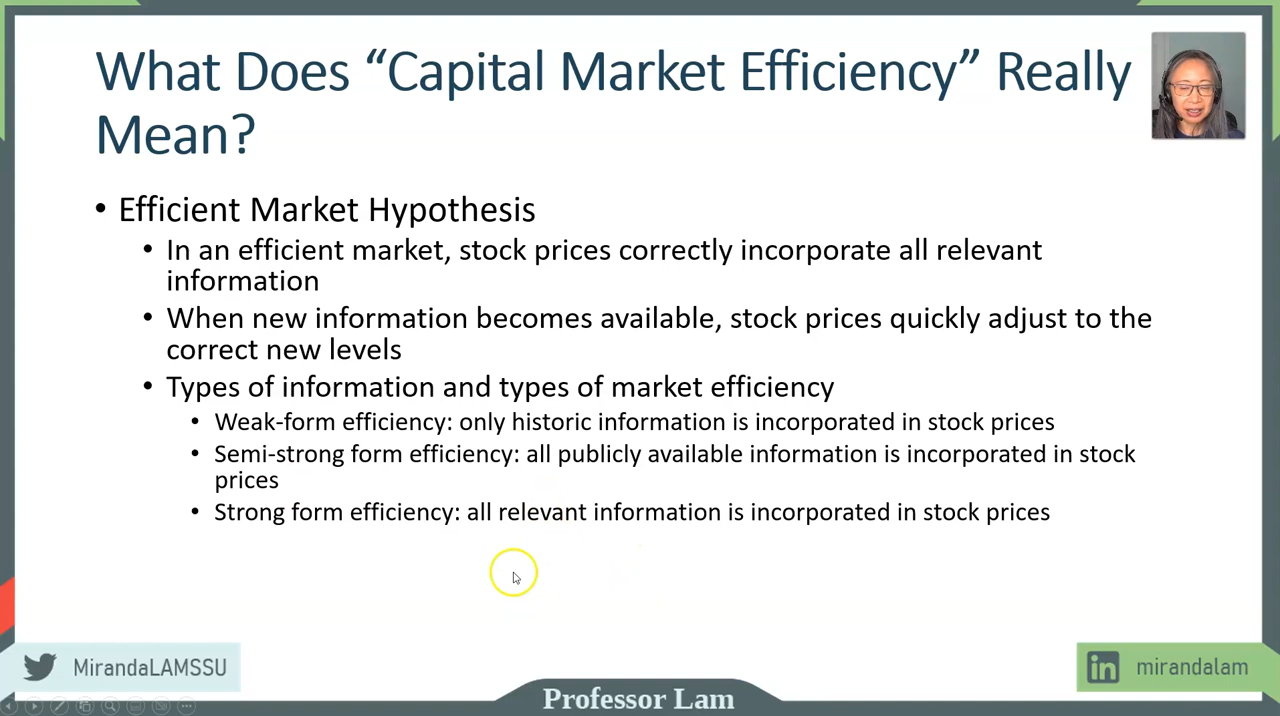 What Does “Capital Market Efficiency” Really
Mean?
• Efficient Market Hypothesis
• In an efficient market, stock prices correctly incorporate all relevant
information
• When new information becomes available, stock prices quickly adjust to the
correct new levels
• Types of information and types of market efficiency
• Weak-form efficiency: only historic information is incorporated in stock prices
• Semi-strong form efficiency: all publicly available information is incorporated in stock
prices
• Strong form efficiency: all relevant information is incorporated in stock prices
MirandaLAMSSU
in mirandalam
Professor Lam